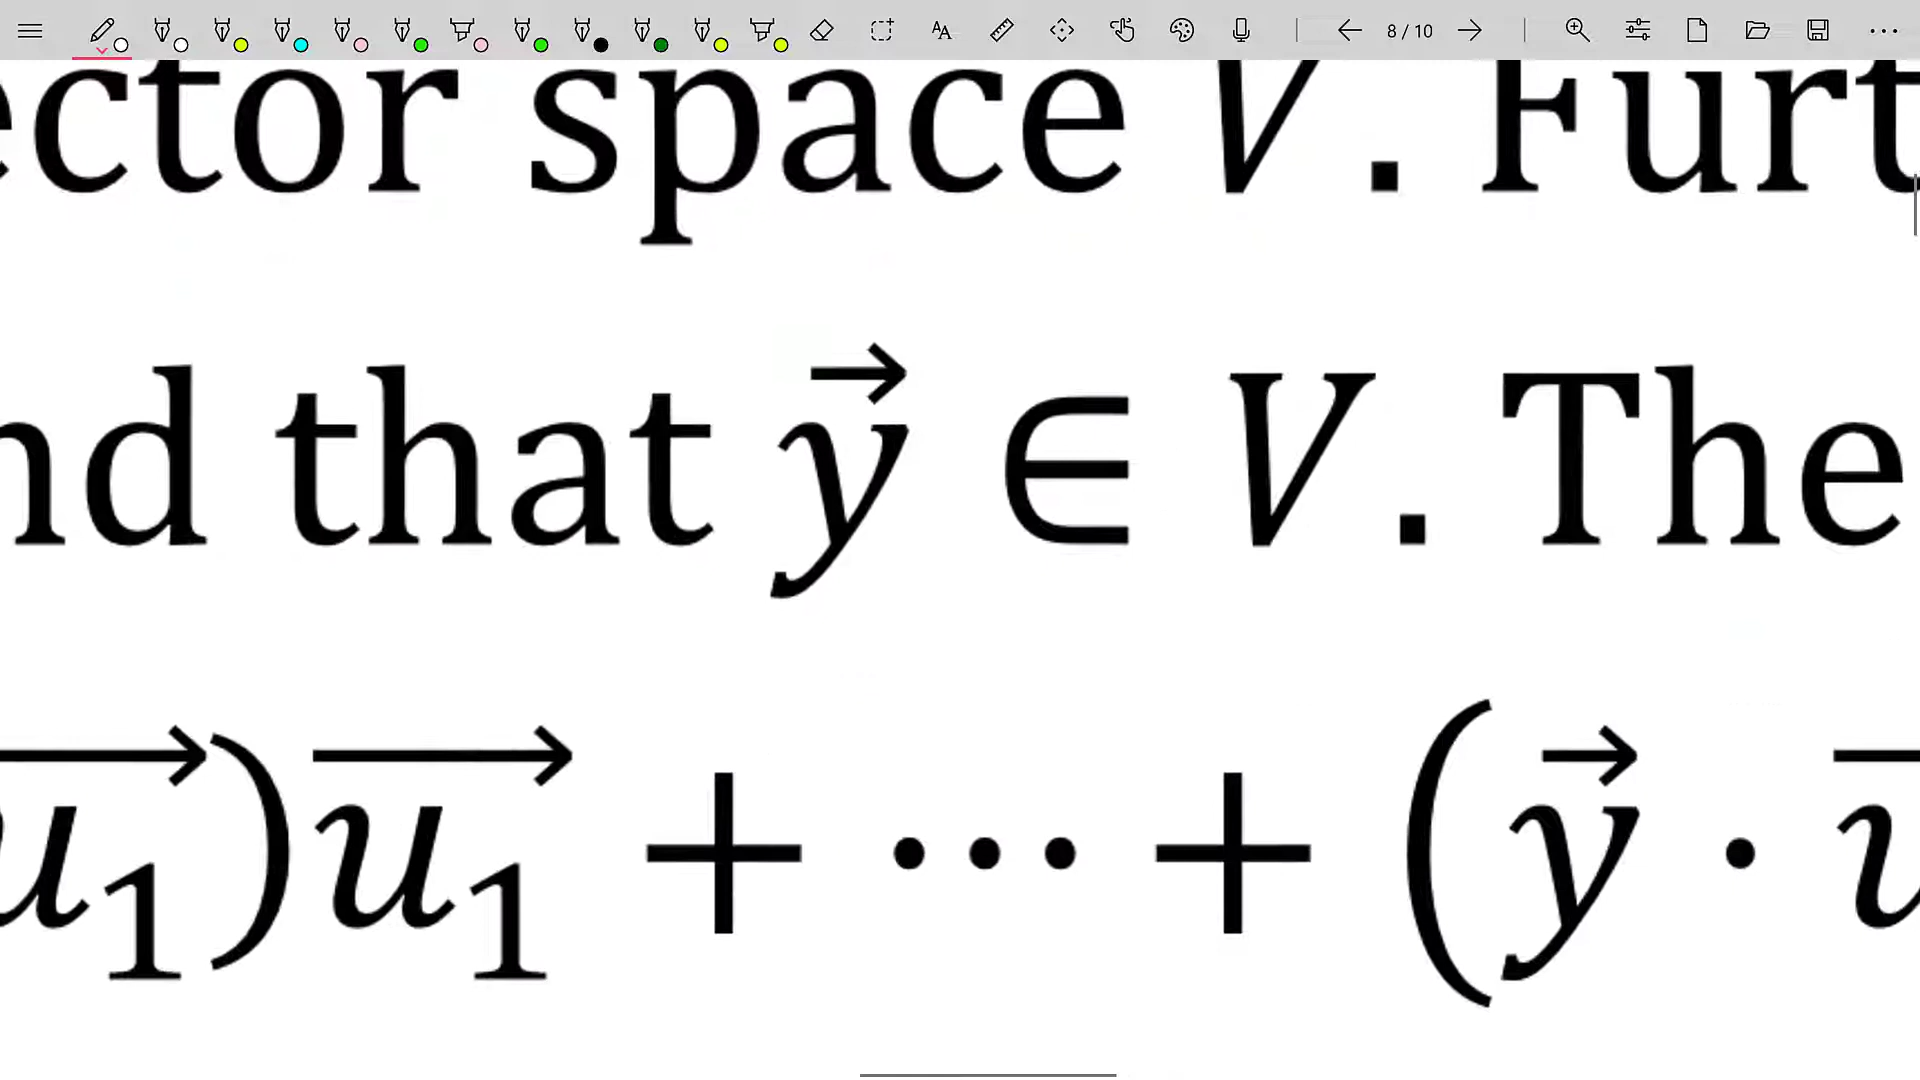 8 / 10
ector space V. Furt
nd that y⃗ ∈ V. The
u₁⃗)u₁⃗ + ⋯ + (y⃗ ·